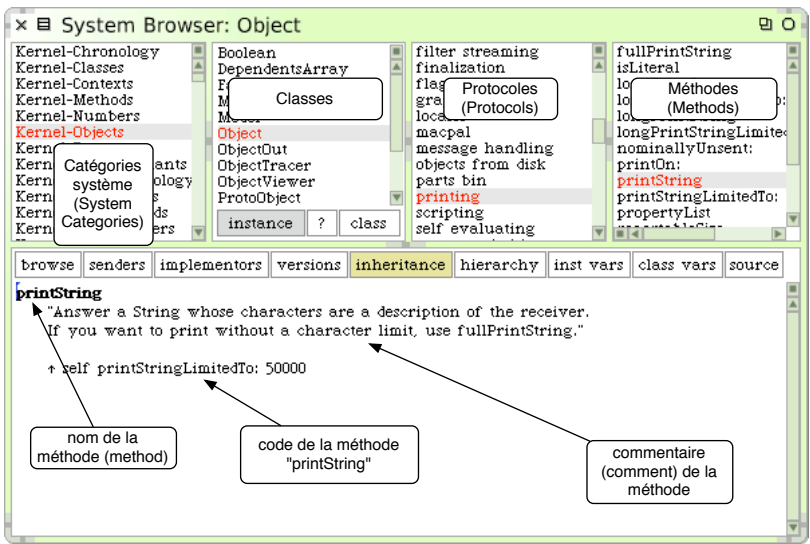 System Browser: Object
Kernel-Chronology
Kernel-Classes
Kernel-Contexts
Kernel-Methods
Kernel-Numbers
Kernel-Objects
Catégories
système
(System
Categories)
Boolean
DependentsArray
Classes
Object
ObjectOut
ObjectTracer
ObjectViewer
ProtoObject
instance ? class
filter streaming
finalization
Protocoles
(Protocols)
macpal
message handling
objects from disk
parts bin
printing
scripting
self evaluating
fullPrintString
isLiteral
Méthodes
(Methods)
longPrintStringLimited
nominallyUnsent:
printOn:
printString
printStringLimitedTo:
propertyList
browse senders implementors versions inheritance hierarchy inst vars class vars source
printString
"Answer a String whose characters are a description of the receiver.
If you want to print without a character limit, use fullPrintString."
↑ self printStringLimitedTo: 50000
nom de la
méthode (method)
code de la méthode
"printString"
commentaire
(comment) de la
méthode